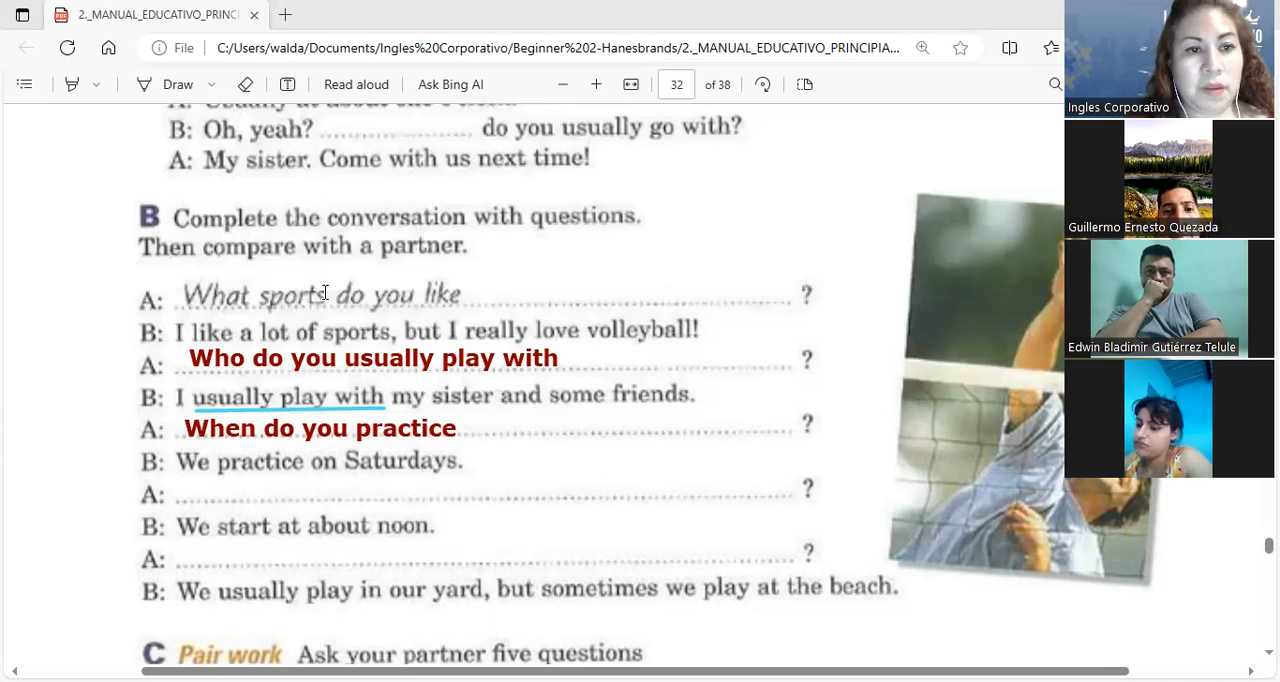 2._MANUAL_EDUCATIVO_PRINCI
File
C:/Users/walda/Documents/Ingles%20Corporativo/Beginner%202-Hanesbrands/2._MANUAL_EDUCATIVO_PRINCIPIA...
Draw
Read aloud
Ask Bing AI
32 of 38
B: Oh, yeah? .......................... do you usually go with?
A: My sister. Come with us next time!
B Complete the conversation with questions.
Then compare with a partner.
A: What sports do you like ?
B: I like a lot of sports, but I really love volleyball!
A: Who do you usually play with ?
B: I usually play with my sister and some friends.
A: When do you practice ?
B: We practice on Saturdays.
A: ?
B: We start at about noon.
A: ?
B: We usually play in our yard, but sometimes we play at the beach.
C Pair work Ask your partner five questions
Ingles Corporativo
Guillermo Ernesto Quezada
Edwin Bladimir Gutiérrez Telule